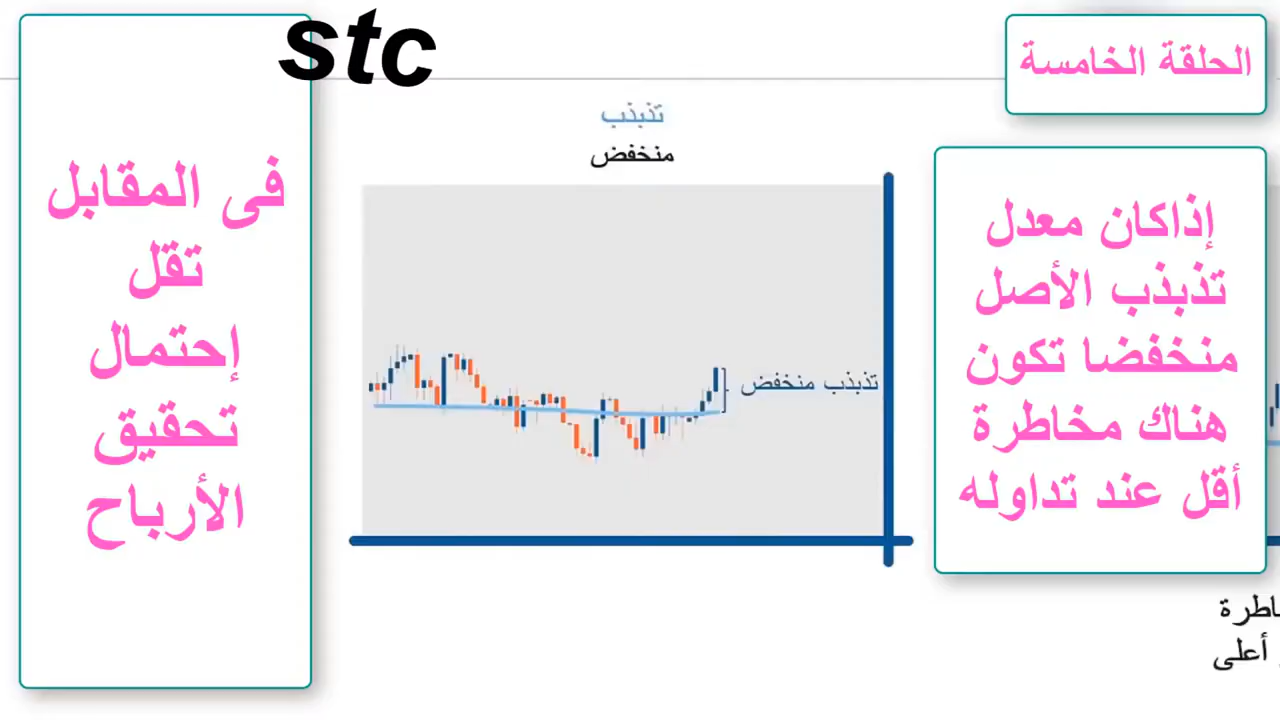 stc
الحلقة الخامسة
تذبذب
منخفض
إذاكان معدل
تذبذب الأصل
منخفضا تكون
هناك مخاطرة
أقل عند تداوله
فى المقابل
تقل
إحتمال
تحقيق
الأرباح
تذبذب منخفض
أعلى